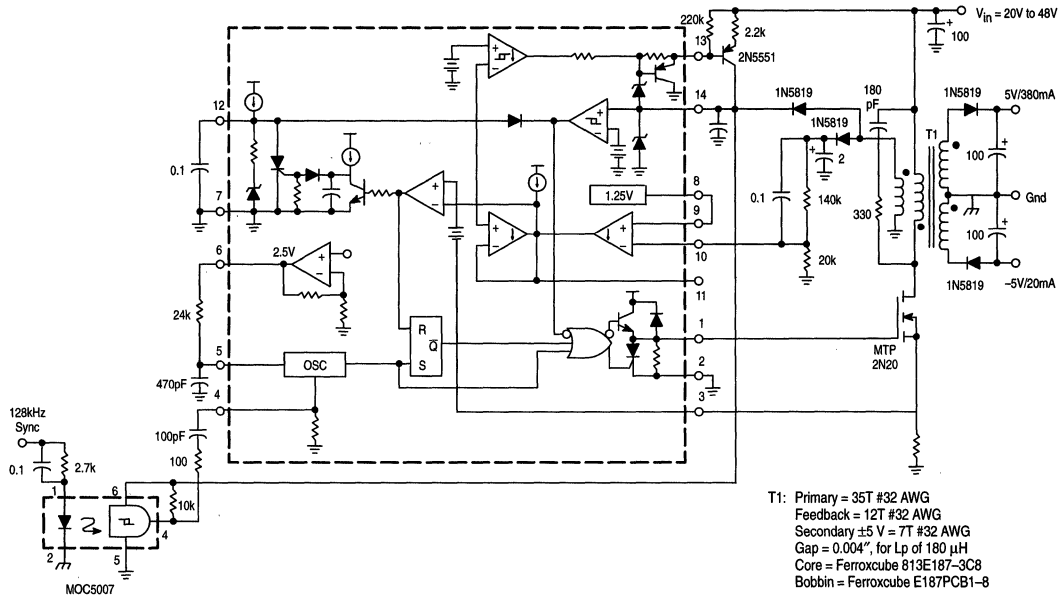 220k
2.2k
13
2N5551
100
Vin = 20V to 48V
14
1N5819
180
pF
1N5819
1N5819
5V/380mA
T1
12
+
–
0.1
7
2
100
0.1
140k
330
Gnd
100
8
1.25V
9
10
20k
6
2.5V
11
1N5819
–5V/20mA
24k
R
Q
S
1
MTP
2N20
5
OSC
2
470pF
4
3
128kHz
Sync
100pF
100
0.1
2.7k
1
6
10k
4
2
5
MOC5007
T1: Primary = 35T #32 AWG
Feedback = 12T #32 AWG
Secondary ±5 V = 7T #32 AWG
Gap = 0.004″, for Lp of 180 μH
Core = Ferroxcube 813E187–3C8
Bobbin = Ferroxcube E187PCB1–8